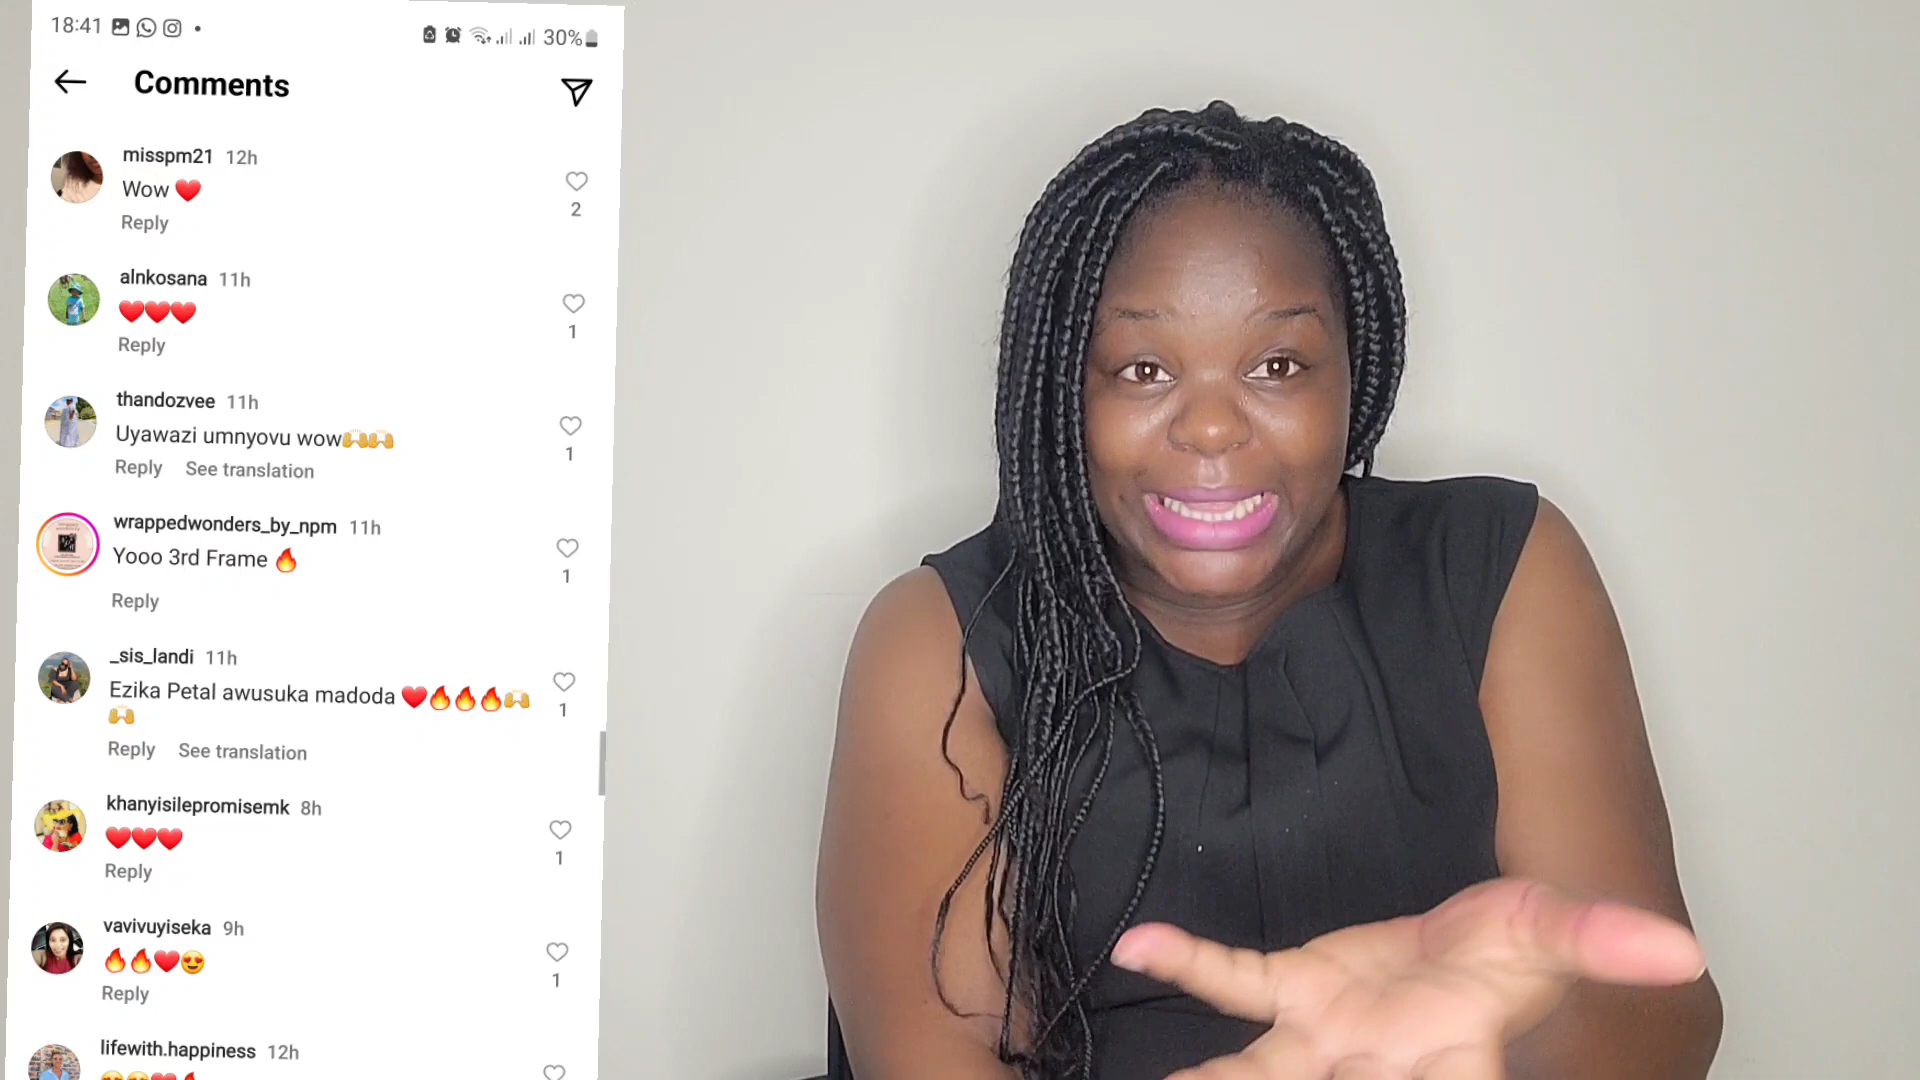 18:41
30%
Comments
misspm21 12h
Wow ❤️
2
Reply
alnkosana 11h
❤️❤️❤️
1
Reply
thandozvee 11h
Uyawazi umnyovu wow🙌🙌
1
Reply See translation
wrappedwonders_by_npm 11h
Yooo 3rd Frame 🔥
1
Reply
_sis_landi 11h
Ezika Petal awusuka madoda ❤️🔥🔥🔥🙌
🙌
1
Reply See translation
khanyisilepromisemk 8h
❤️❤️❤️
1
Reply
vavivuyiseka 9h
🔥🔥❤️😍
1
Reply
lifewith.happiness 12h